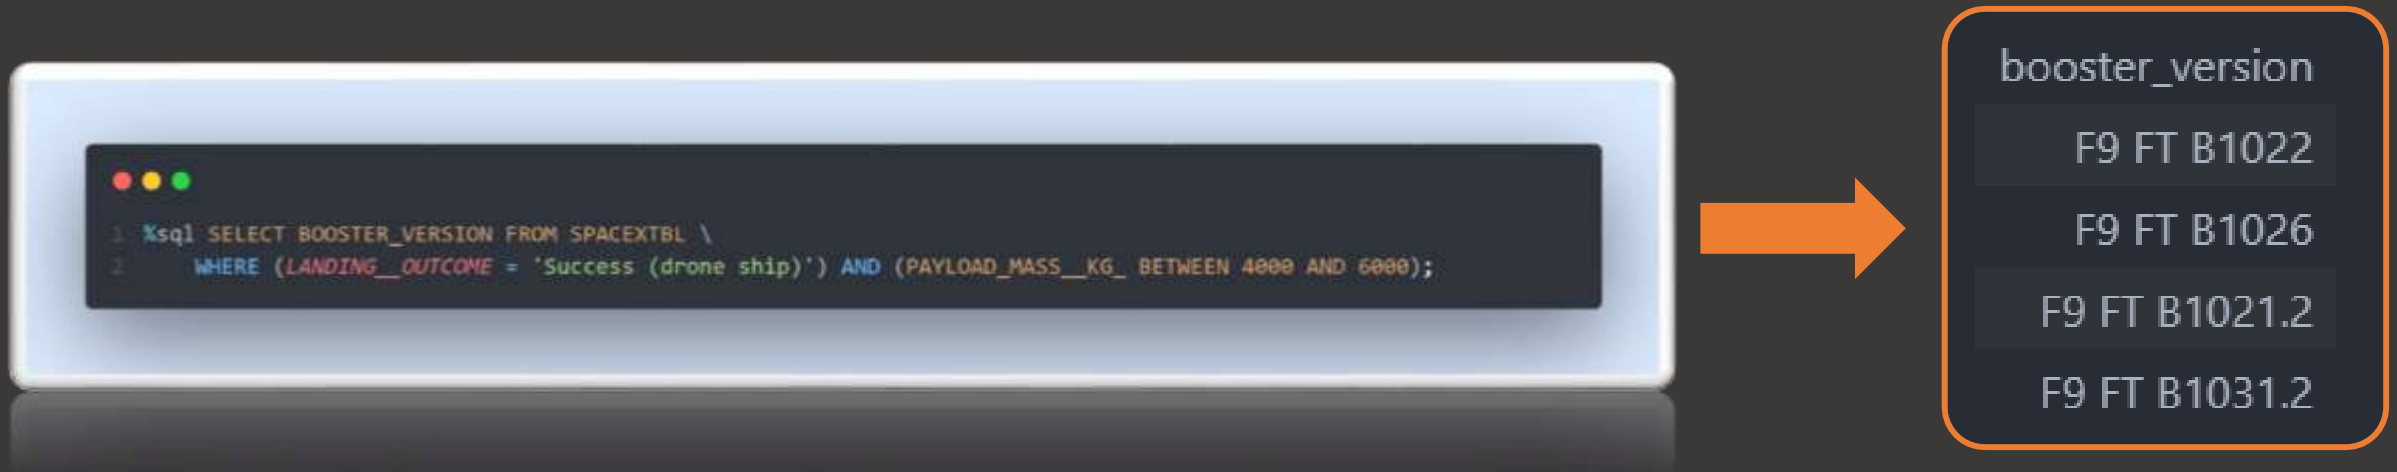 1 %sql SELECT BOOSTER_VERSION FROM SPACEXTBL \
2 WHERE (LANDING__OUTCOME = 'Success (drone ship)') AND (PAYLOAD_MASS__KG_ BETWEEN 4000 AND 6000);
booster_version
F9 FT B1022
F9 FT B1026
F9 FT B1021.2
F9 FT B1031.2